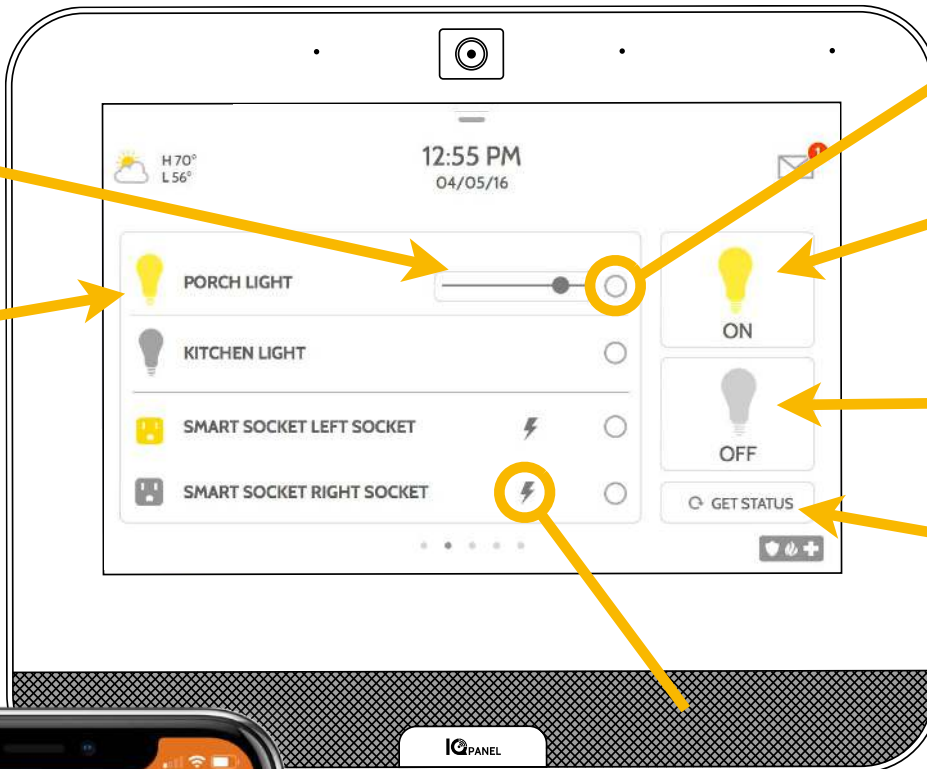 H 70°
L 56°
12:55 PM
04/05/16
1
PORCH LIGHT
ON
KITCHEN LIGHT
SMART SOCKET LEFT SOCKET
OFF
SMART SOCKET RIGHT SOCKET
GET STATUS
IQ PANEL